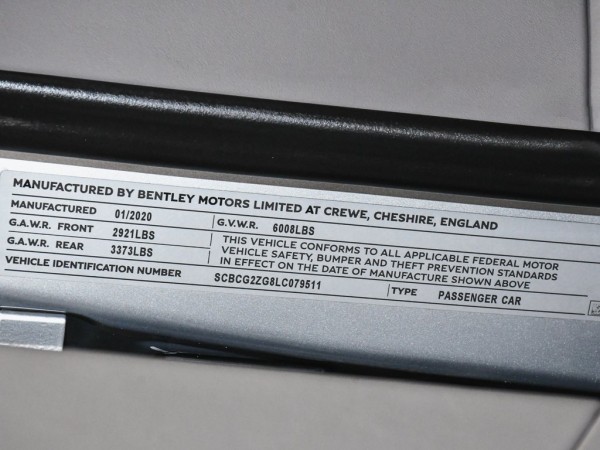 MANUFACTURED BY BENTLEY MOTORS LIMITED AT CREWE, CHESHIRE, ENGLAND
MANUFACTURED 01/2020 G.V.W.R. 6008LBS
G.A.W.R. FRONT 2921LBS
G.A.W.R. REAR 3373LBS
THIS VEHICLE CONFORMS TO ALL APPLICABLE FEDERAL MOTOR
VEHICLE SAFETY, BUMPER AND THEFT PREVENTION STANDARDS
IN EFFECT ON THE DATE OF MANUFACTURE SHOWN ABOVE
VEHICLE IDENTIFICATION NUMBER SCBCG2ZG8LC079511 TYPE PASSENGER CAR